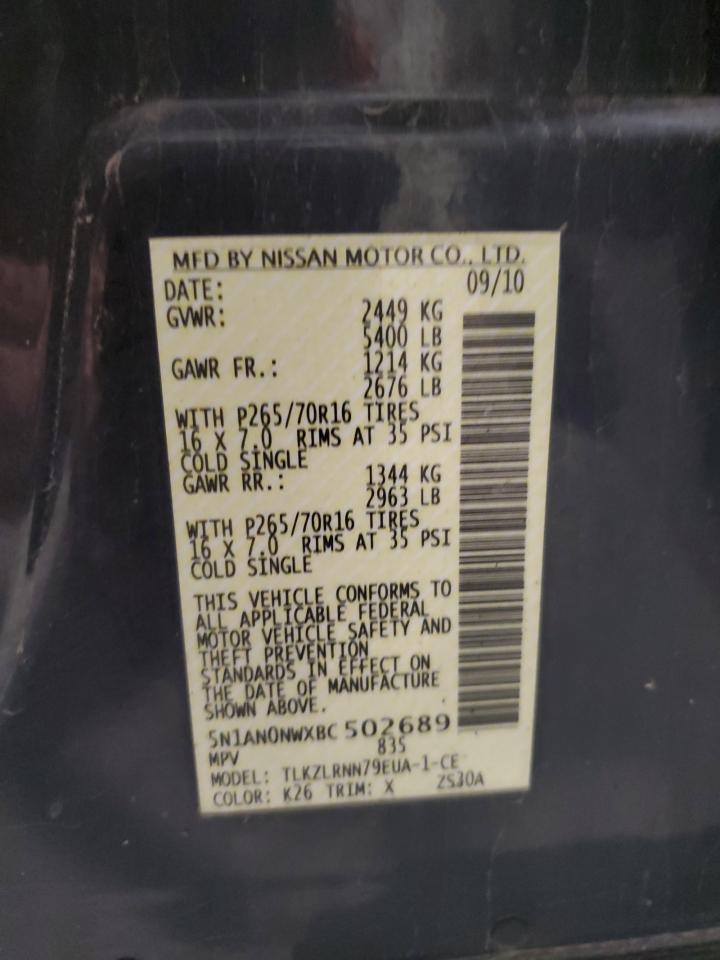 MFD BY NISSAN MOTOR CO., LTD.
DATE: 09/10
GVWR: 2449 KG
5400 LB
GAWR FR.: 1214 KG
2676 LB
WITH P265/70R16 TIRES
16 X 7.0 RIMS AT 35 PSI
COLD SINGLE
GAWR RR.: 1344 KG
2963 LB
WITH P265/70R16 TIRES
16 X 7.0 RIMS AT 35 PSI
COLD SINGLE
THIS VEHICLE CONFORMS TO
ALL APPLICABLE FEDERAL
MOTOR VEHICLE SAFETY AND
THEFT PREVENTION
STANDARDS IN EFFECT ON
THE DATE OF MANUFACTURE
SHOWN ABOVE.
5N1AN0NWXBC 502689
MPV 835
MODEL: TLKZLRNN79EUA-1-CE
COLOR: K26 TRIM: X ZS30A